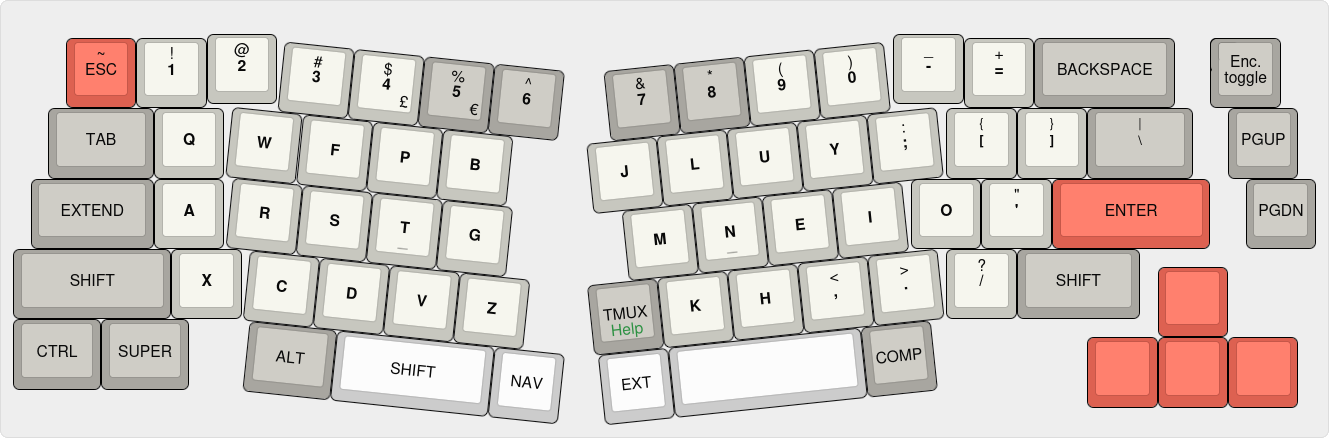 ~
ESC
!
1
@
2
#
3
$
4
£
%
5
€
^
6
&
7
*
8
(
9
)
0
_
-
+
=
BACKSPACE
Enc.
toggle
TAB
Q
W
F
P
B
J
L
U
Y
:
;
{
[
}
]
|
\
PGUP
EXTEND
A
R
S
T
_
G
M
N
_
E
I
O
"
'
ENTER
PGDN
SHIFT
X
C
D
V
Z
TMUX
Help
K
H
<
,
>
.
?
/
SHIFT
CTRL
SUPER
ALT
SHIFT
NAV
EXT
COMP